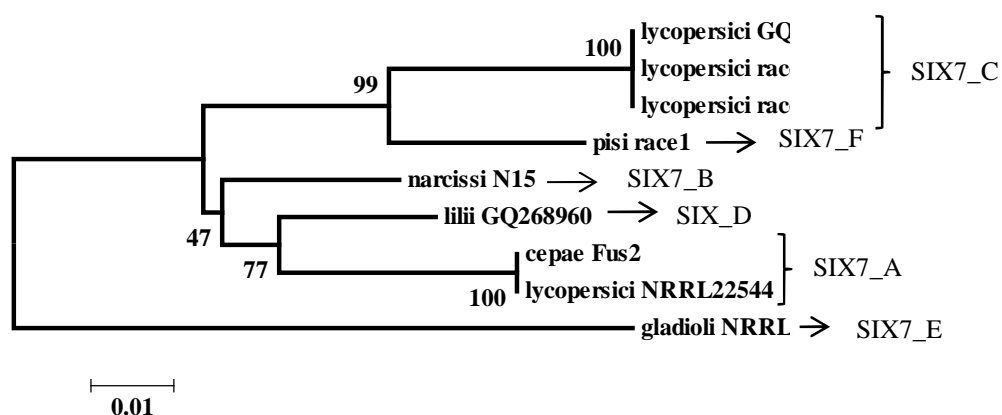 lycopersici GQ
100
lycopersici rac
SIX7_C
99
lycopersici rac
pisi race1
SIX7_F
narcissi N15
SIX7_B
lilii GQ268960
SIX_D
47
cepae Fus2
77
SIX7_A
100
lycopersici NRRL22544
gladioli NRRL
SIX7_E
0.01